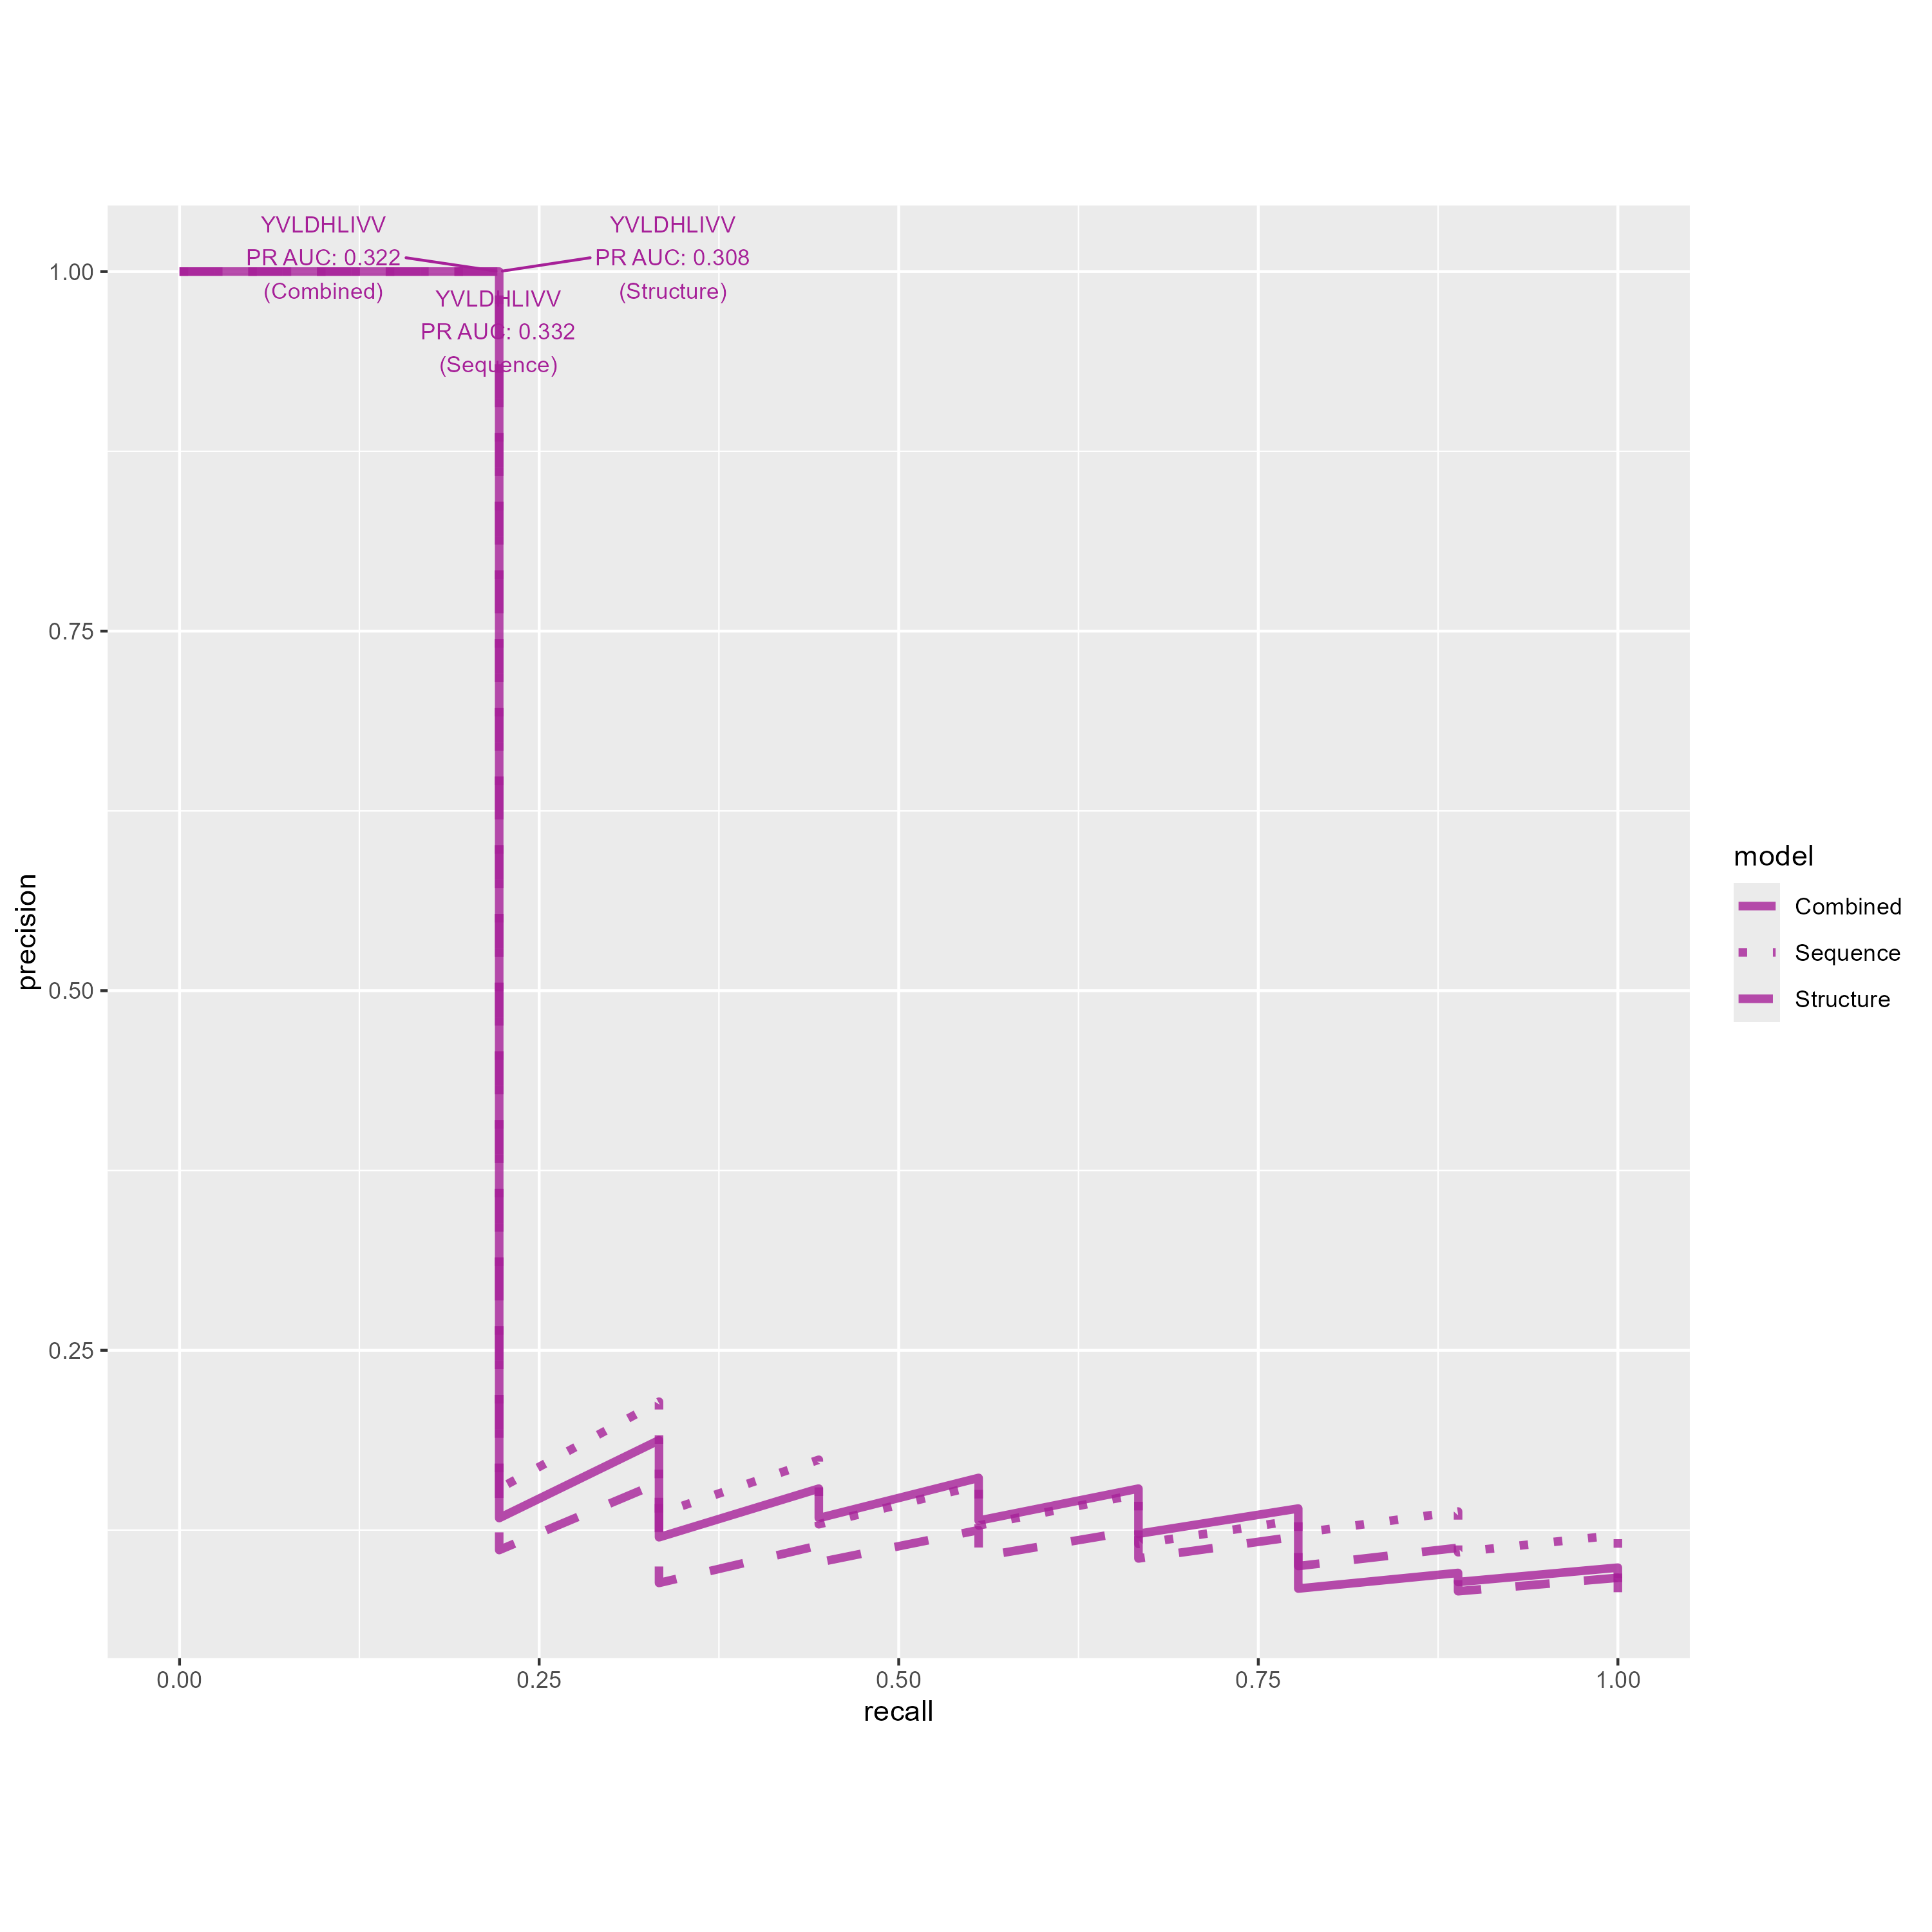 YVLDHLIVV
PR AUC: 0.322
(Combined)
YVLDHLIVV
PR AUC: 0.308
(Structure)
YVLDHLIVV
PR AUC: 0.332
(Sequence)
1.00
0.75
0.50
0.25
precision
0.00
0.25
0.50
0.75
1.00
recall
model
Combined
Sequence
Structure